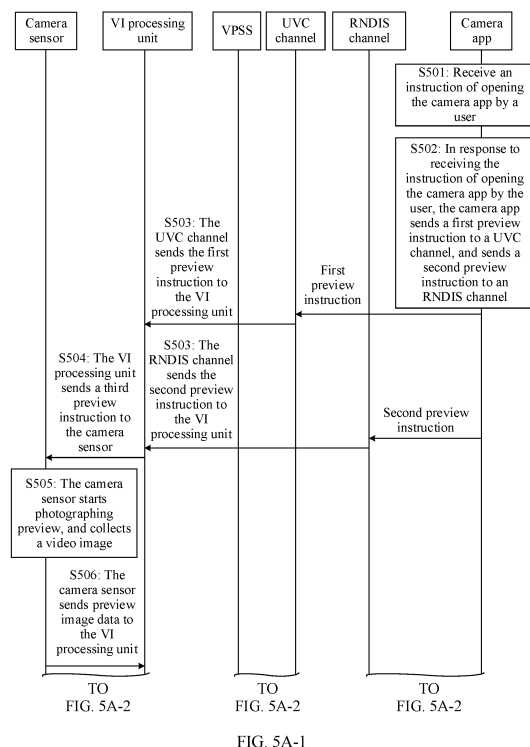 Camera
sensor
VI processing
unit
VPSS
UVC
channel
RNDIS
channel
Camera
app
S501: Receive an
instruction of opening
the camera app by a
user
S502: In response to
receiving the
instruction of opening
the camera app by the
user, the camera app
sends a first preview
instruction to a UVC
channel, and sends a
second preview
instruction to an
RNDIS channel
First
preview
instruction
S503: The
UVC channel
sends the first
preview
instruction to
the VI
processing unit
S503: The
RNDIS channel
sends the
second preview
instruction to
the VI
processing unit
Second preview
instruction
S504: The VI
processing unit
sends a third
preview
instruction to
the camera
sensor
S505: The camera
sensor starts
photographing
preview, and collects
a video image
S506: The
camera sensor
sends preview
image data to
the VI
processing unit
TO
FIG. 5A-2
TO
FIG. 5A-2
TO
FIG. 5A-2
FIG. 5A-1